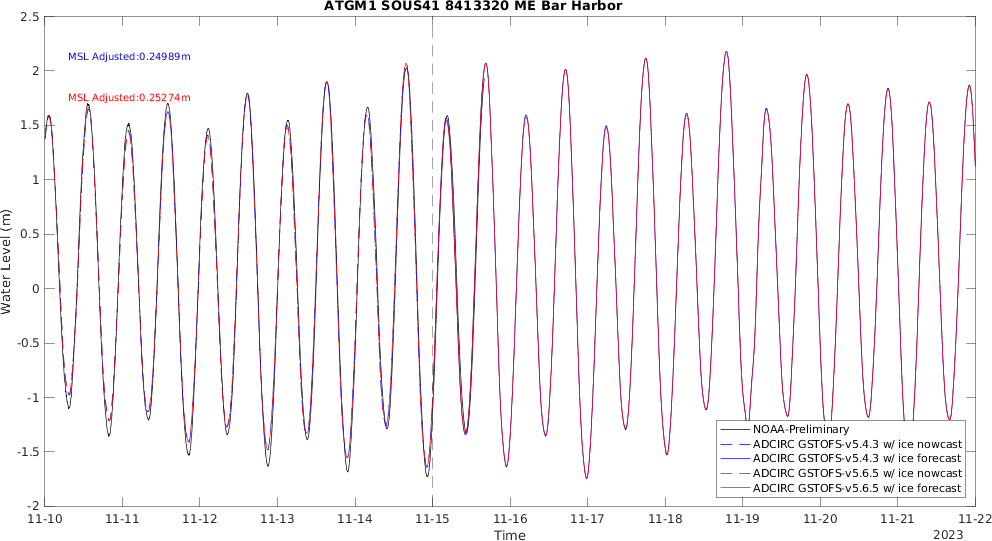 ATGM1 SOUS41 8413320 ME Bar Harbor
2.5
2
1.5
1
0.5
0
-0.5
-1
-1.5
-2
Water Level (m)
MSL Adjusted:0.24989m
MSL Adjusted:0.25274m
NOAA-Preliminary
ADCIRC GSTOFS-v5.4.3 w/ ice nowcast
ADCIRC GSTOFS-v5.4.3 w/ ice forecast
ADCIRC GSTOFS-v5.6.5 w/ ice nowcast
ADCIRC GSTOFS-v5.6.5 w/ ice forecast
11-10 11-11 11-12 11-13 11-14 11-15 11-16 11-17 11-18 11-19 11-20 11-21 11-22
Time
2023